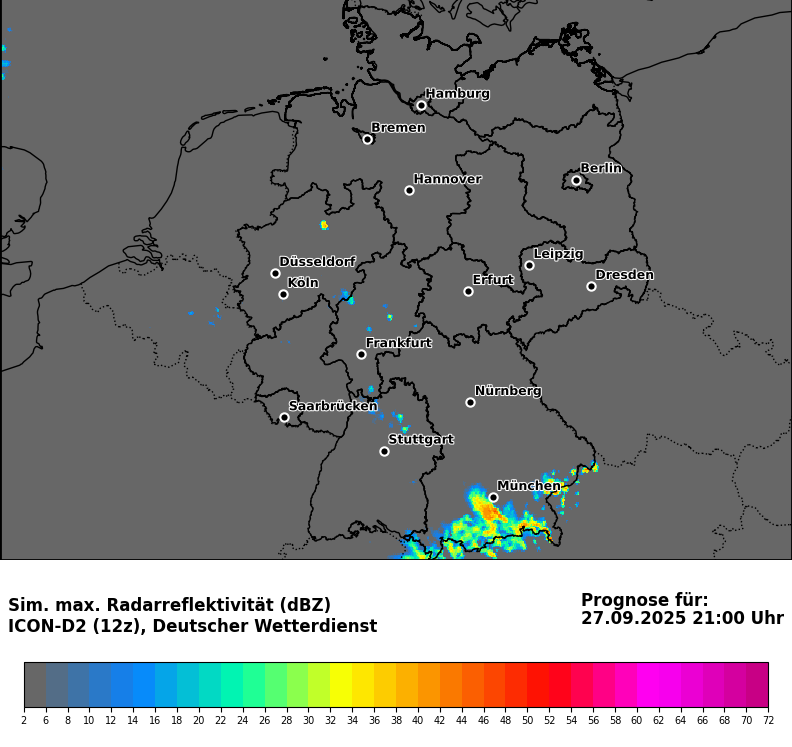 Hamburg
Bremen
Berlin
Hannover
Leipzig
Düsseldorf
Dresden
Erfurt
Köln
Frankfurt
Nürnberg
Saarbrücken
Stuttgart
München
Sim. max. Radarreflektivität (dBZ)
ICON-D2 (12z), Deutscher Wetterdienst
Prognose für:
27.09.2025 21:00 Uhr
2 6 8 10 12 14 16 18 20 22 24 26 28 30 32 34 36 38 40 42 44 46 48 50 52 54 56 58 60 62 64 66 68 70 72